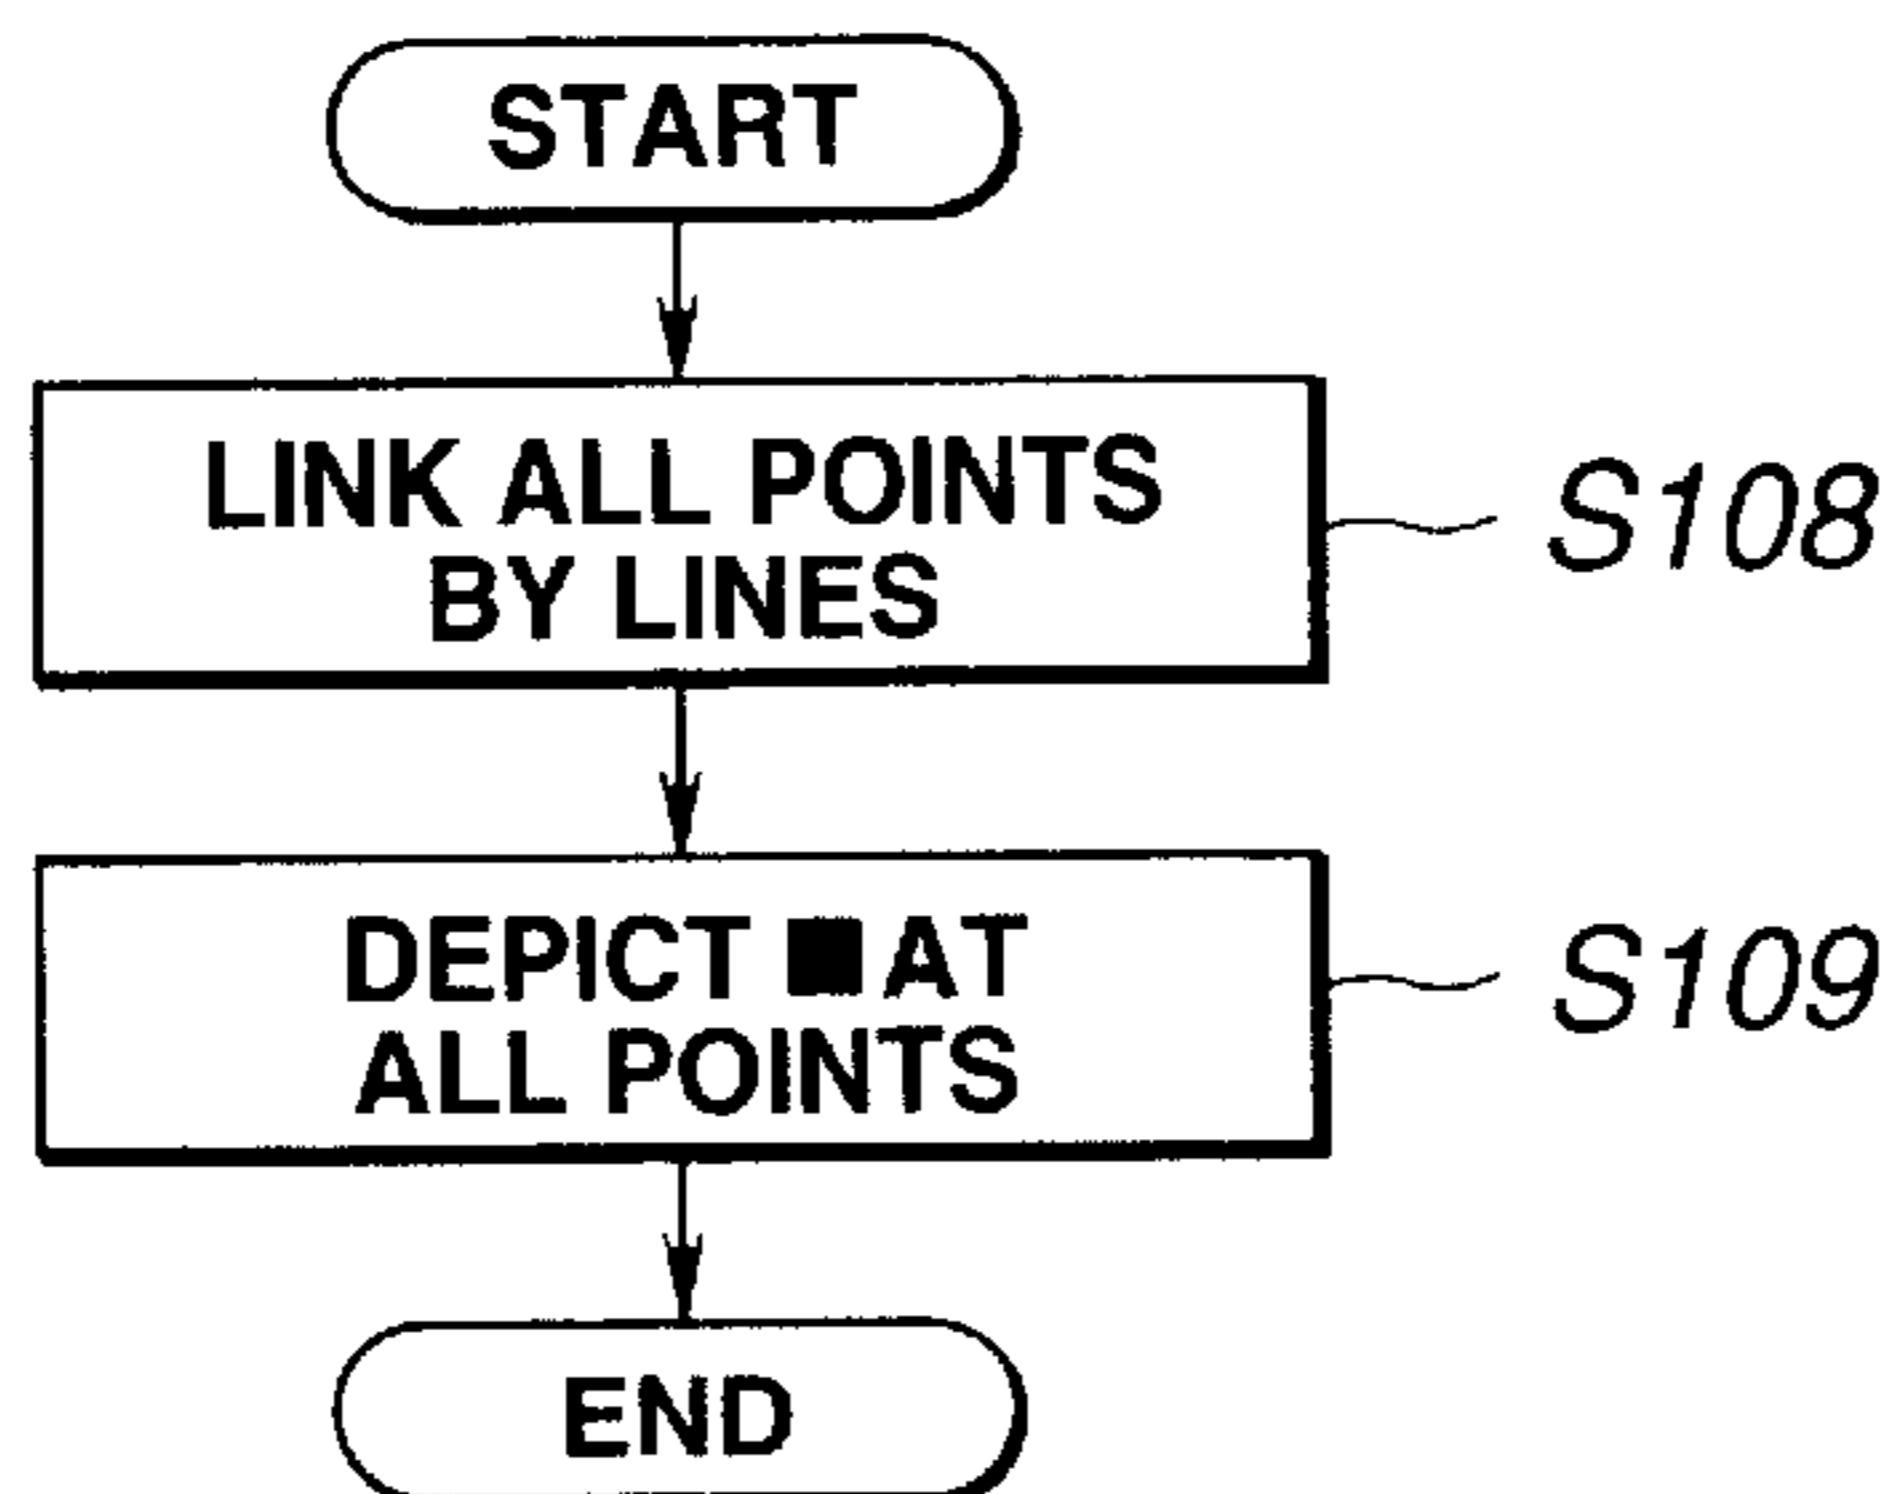 START
LINK ALL POINTS
BY LINES
S108
DEPICT ■ AT
ALL POINTS
S109
END